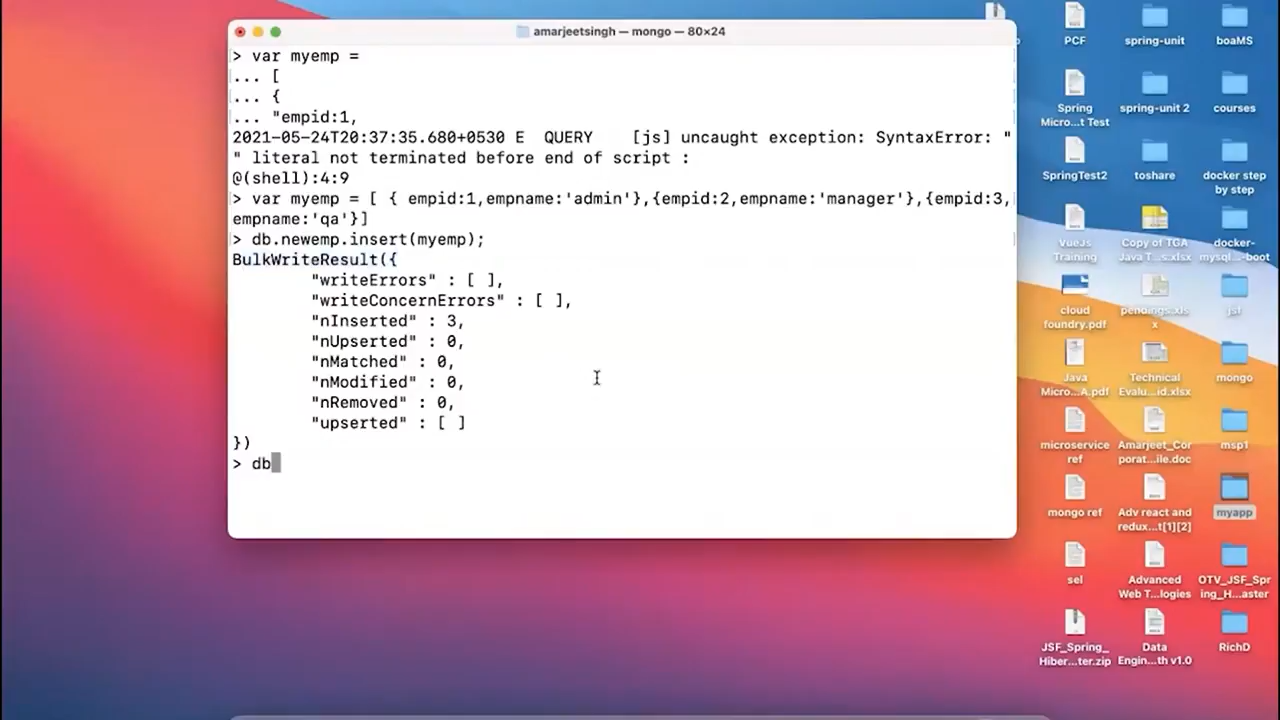 amarjeetsingh — mongo — 80×24
> var myemp =
... [
... {
... "empid:1,
2021-05-24T20:37:35.680+0530 E  QUERY    [js] uncaught exception: SyntaxError: "
" literal not terminated before end of script :
@(shell):4:9
> var myemp = [ { empid:1,empname:'admin'},{empid:2,empname:'manager'},{empid:3,
empname:'qa'}]
> db.newemp.insert(myemp);
BulkWriteResult({
"writeErrors" : [ ],
"writeConcernErrors" : [ ],
"nInserted" : 3,
"nUpserted" : 0,
"nMatched" : 0,
"nModified" : 0,
"nRemoved" : 0,
"upserted" : [ ]
})
> db
PCF
spring-unit
boaMS
Spring
Micro...t Test
spring-unit 2
courses
SpringTest2
toshare
docker step
by step
VueJs
Training
Copy of TGA
Java T...s.xlsx
docker-
mysql...-boot
cloud
foundry.pdf
pendings.xls
x
jsf
Java
Micro...A.pdf
Technical
Evalu...id.xlsx
mongo
microservice
ref
Amarjeet_Cor
porat...ile.doc
msp1
mongo ref
Adv react and
redux...t[1][2]
myapp
sel
Advanced
Web T...logies
OTV_JSF_Spr
ing_H...aster
JSF_Spring_
Hiber...ter.zip
Data
Engin...th v1.0
RichD